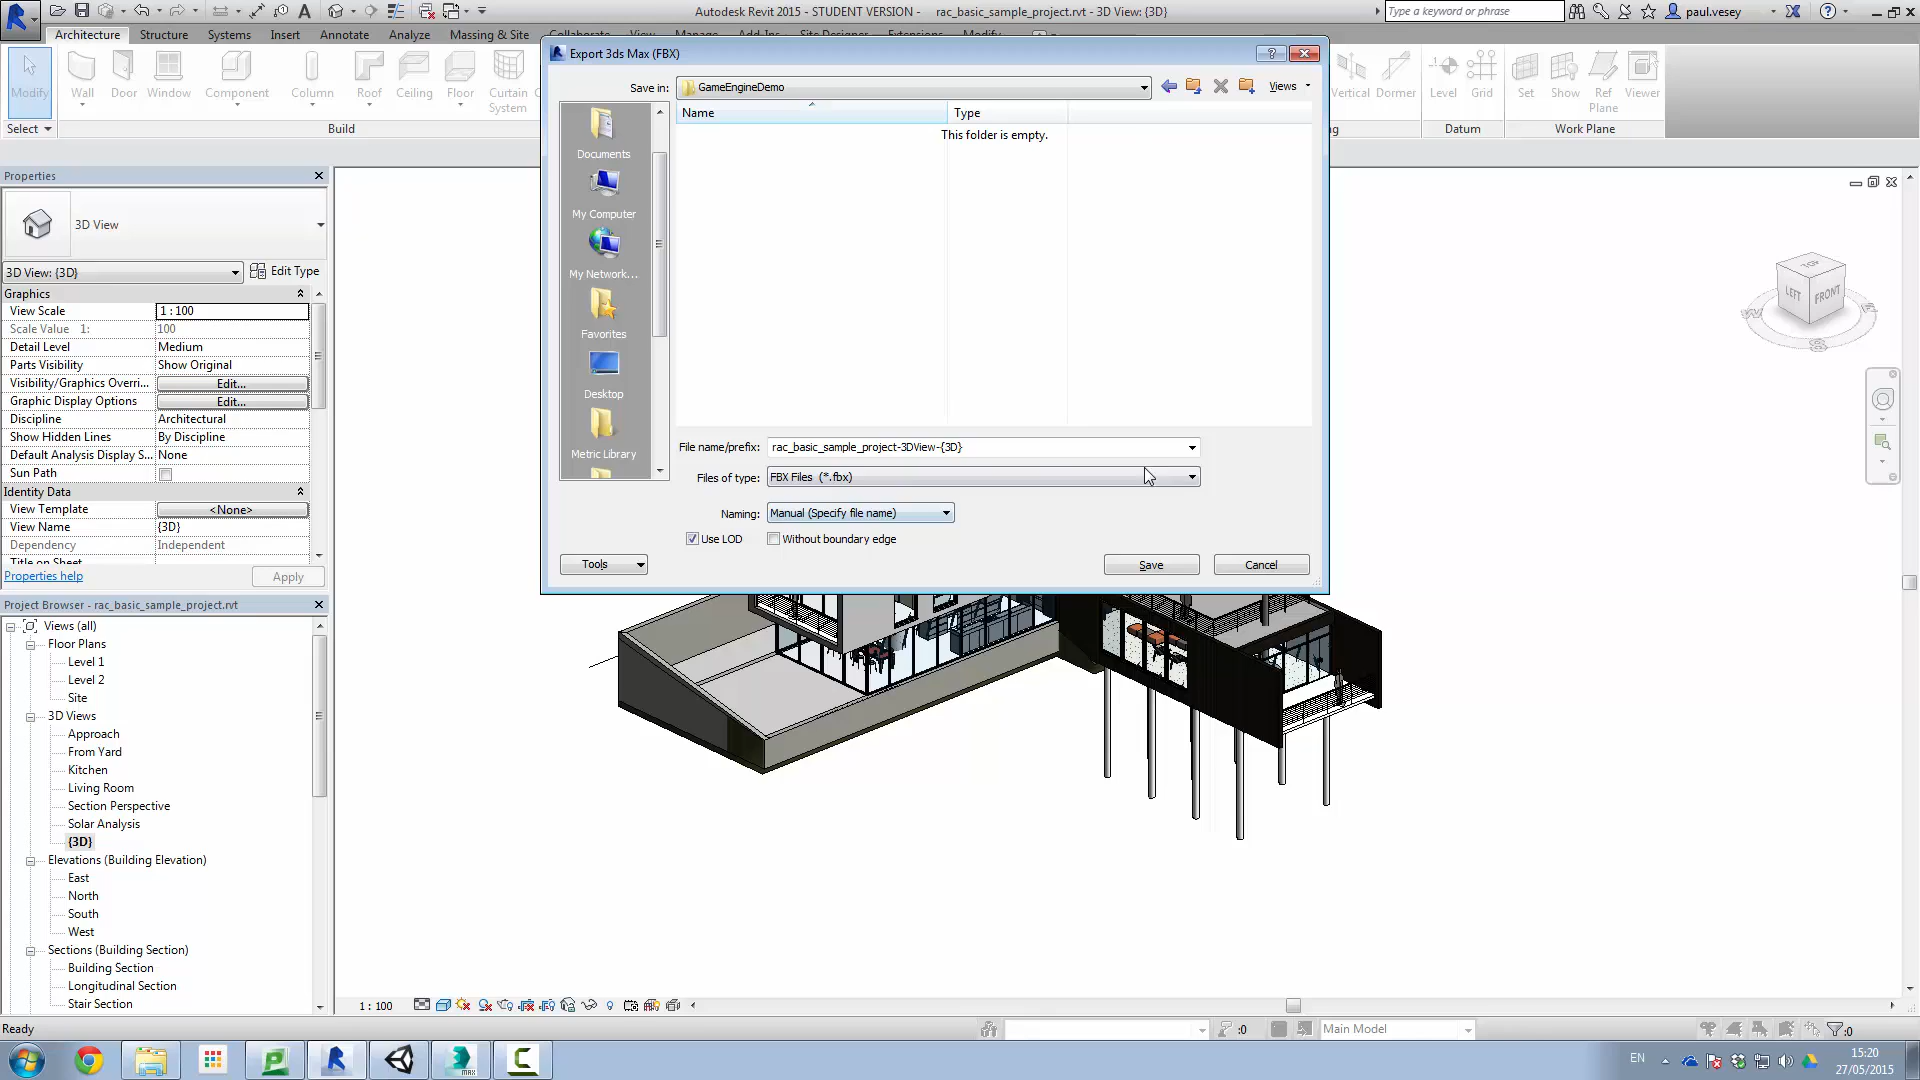 Autodesk Revit 2015 - STUDENT VERSION - rac_basic_sample_project.rvt - 3D View: {3D}
Type a keyword or phrase
paul.vesey
Architecture Structure Systems Insert Annotate Analyze Massing & Site
Modify
Wall
Door
Window
Component
Column
Roof
Ceiling
Floor
Curtain
System
Vertical
Dormer
Level
Grid
Set
Show
Ref
Plane
Viewer
Select
Build
Datum
Work Plane
Export 3ds Max (FBX)
Save in: GameEngineDemo
Views
Name Type
This folder is empty.
Documents
My Computer
My Network...
Favorites
Desktop
Metric Library
File name/prefix: rac_basic_sample_project-3DView-{3D}
Files of type: FBX Files (*.fbx)
Naming: Manual (Specify file name)
Use LOD Without boundary edge
Tools Save Cancel
Properties
3D View
3D View: {3D} Edit Type
Graphics
View Scale 1 : 100
Scale Value 1: 100
Detail Level Medium
Parts Visibility Show Original
Visibility/Graphics Overri... Edit...
Graphic Display Options Edit...
Discipline Architectural
Show Hidden Lines By Discipline
Default Analysis Display S... None
Sun Path
Identity Data
View Template <None>
View Name {3D}
Dependency Independent
Title on Sheet
Properties help Apply
Project Browser - rac_basic_sample_project.rvt
Views (all)
Floor Plans
Level 1
Level 2
Site
3D Views
Approach
From Yard
Kitchen
Living Room
Section Perspective
Solar Analysis
{3D}
Elevations (Building Elevation)
East
North
South
West
Sections (Building Section)
Building Section
Longitudinal Section
Stair Section
TOP
LEFT
FRONT
W
S
1 : 100
Ready
:0
Main Model
:0
MAX
EN
15:20
27/05/2015